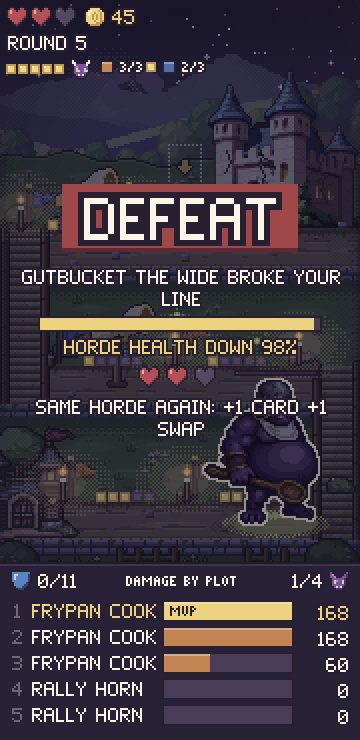 45
ROUND 5
3/3 2/3
DEFEAT
GUTBUCKET THE WIDE BROKE YOUR
LINE
HORDE HEALTH DOWN 98%
SAME HORDE AGAIN: +1 CARD +1
SWAP
0/11 DAMAGE BY PLOT 1/4
1 FRYPAN COOK MVP 168
2 FRYPAN COOK 168
3 FRYPAN COOK 60
4 RALLY HORN 0
5 RALLY HORN 0